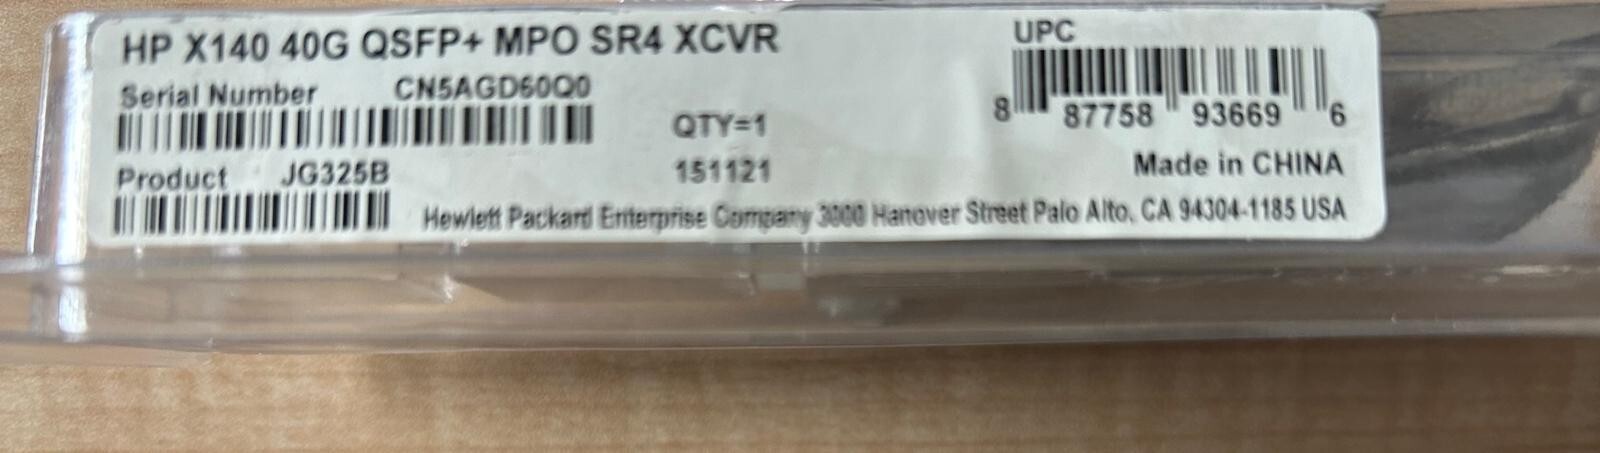 HP X140 40G QSFP+ MPO SR4 XCVR
Serial Number CN5AGD60Q0
QTY=1
Product JG325B
151121
Hewlett Packard Enterprise Company 3000 Hanover Street Palo Alto, CA 94304-1185 USA
UPC
8 87758 93669 6
Made in CHINA